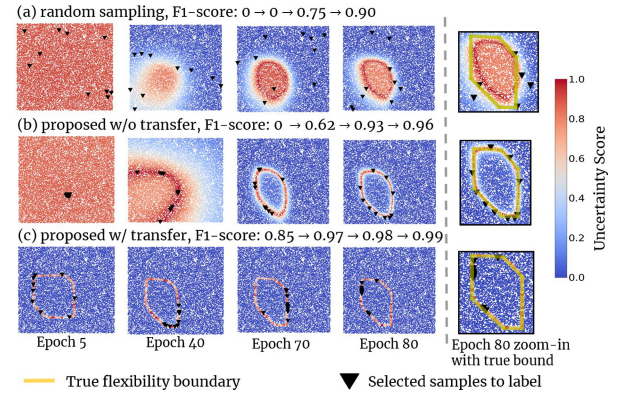 (a) random sampling, F1-score: 0 → 0 → 0.75 → 0.90
(b) proposed w/o transfer, F1-score: 0 → 0.62 → 0.93 → 0.96
(c) proposed w/ transfer, F1-score: 0.85 → 0.97 → 0.98 → 0.99
Epoch 5
Epoch 40
Epoch 70
Epoch 80
Epoch 80 zoom-in
with true bound
1.0
0.8
0.6
0.4
0.2
0.0
Uncertainty Score
True flexibility boundary
Selected samples to label